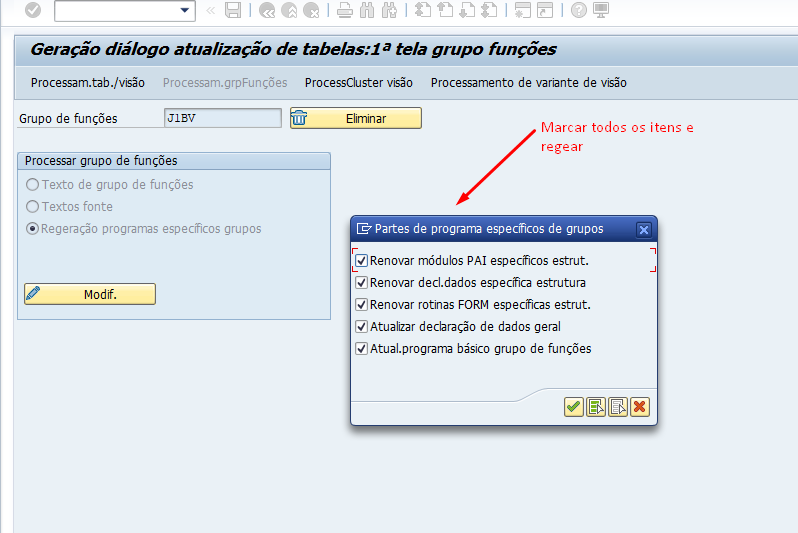 Geração diálogo atualização de tabelas:1ª tela grupo funções
Processam.tab./visão Processam.grpFunções ProcessCluster visão Processamento de variante de visão
Grupo de funções J1BV Eliminar
Marcar todos os itens e
regear
Processar grupo de funções
Texto de grupo de funções
Textos fonte
Regeração programas específicos grupos
Modif.
Partes de programa específicos de grupos
Renovar módulos PAI específicos estrut.
Renovar decl.dados específica estrutura
Renovar rotinas FORM específicas estrut.
Atualizar declaração de dados geral
Atual.programa básico grupo de funções